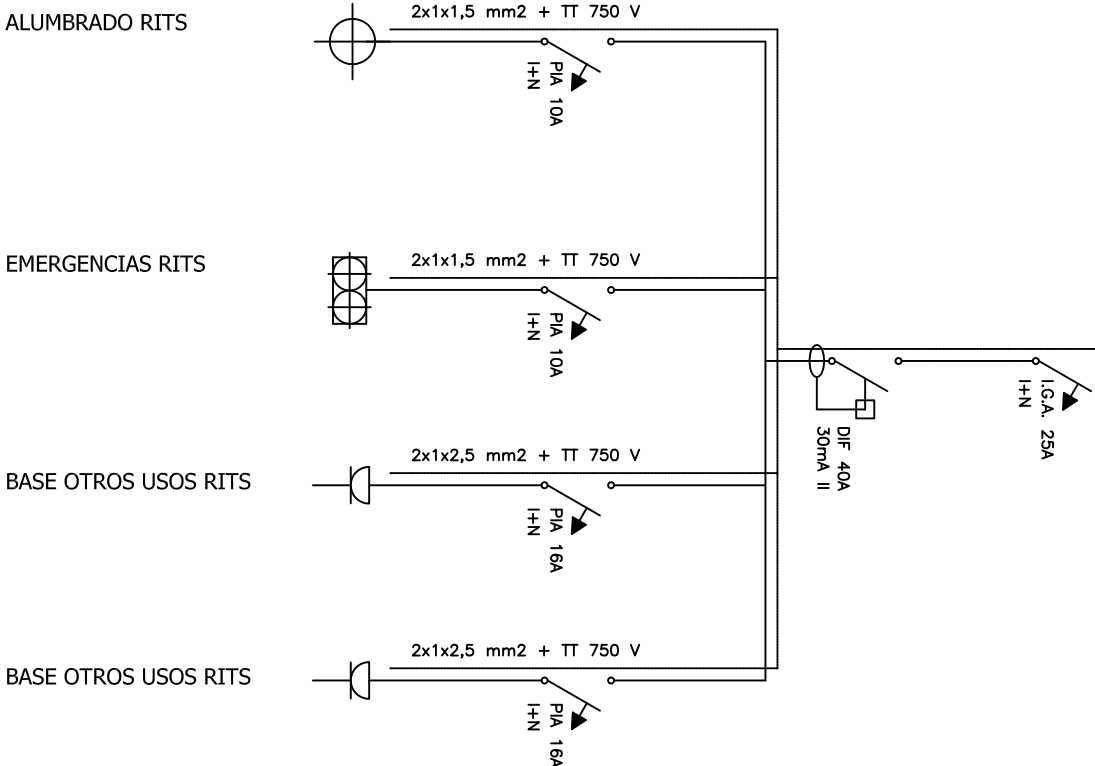 ALUMBRADO RITS
2x1x1,5 mm2 + TT 750 V
PIA 10A
I+N
EMERGENCIAS RITS
2x1x1,5 mm2 + TT 750 V
PIA 10A
I+N
I.G.A. 25A
I+N
DIF 40A
30mA II
BASE OTROS USOS RITS
2x1x2,5 mm2 + TT 750 V
PIA 16A
I+N
BASE OTROS USOS RITS
2x1x2,5 mm2 + TT 750 V
PIA 16A
I+N